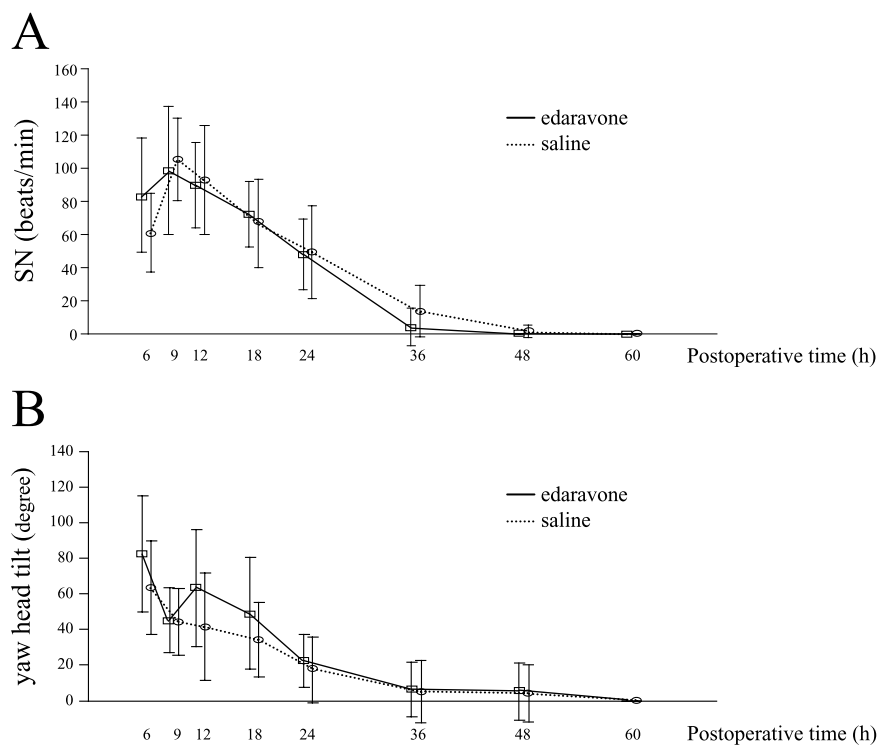 A
160
140
120
100
80
60
40
20
0
SN (beats/min)
edaravone
saline
6 9 12 18 24 36 48 60 Postoperative time (h)
B
140
120
100
80
60
40
20
0
yaw head tilt (degree)
edaravone
saline
6 9 12 18 24 36 48 60 Postoperative time (h)